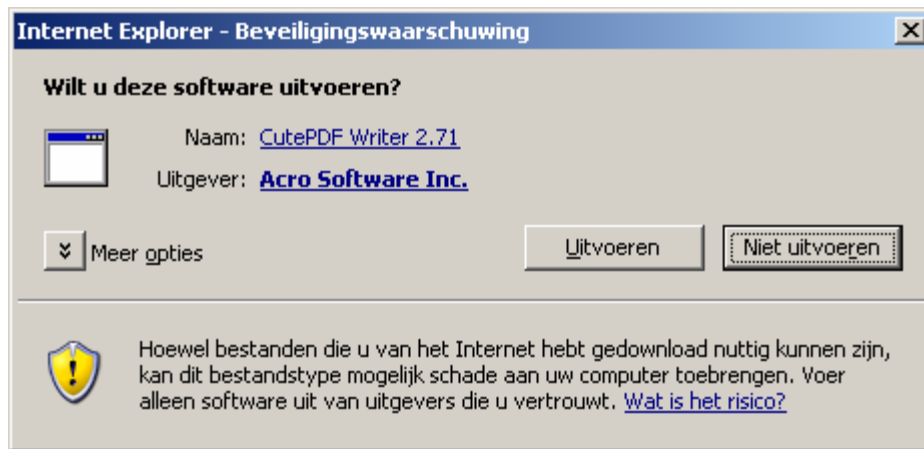 Internet Explorer - Beveiligingswaarschuwing
Wilt u deze software uitvoeren?
Naam: CutePDF Writer 2.71
Uitgever: Acro Software Inc.
Meer opties
Uitvoeren
Niet uitvoeren
Hoewel bestanden die u van het Internet hebt gedownload nuttig kunnen zijn,
kan dit bestandstype mogelijk schade aan uw computer toebrengen. Voer
alleen software uit van uitgevers die u vertrouwt. Wat is het risico?